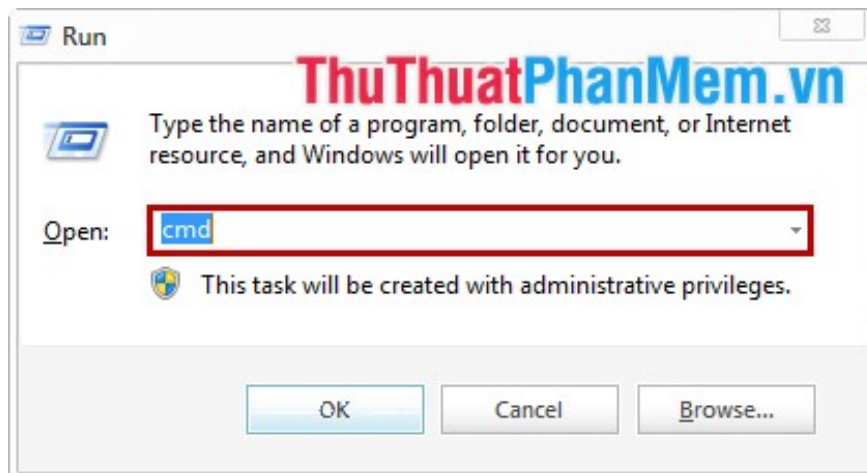 Run
ThuThuatPhanMem.vn
Type the name of a program, folder, document, or Internet
resource, and Windows will open it for you.
Open: cmd
This task will be created with administrative privileges.
OK Cancel Browse...